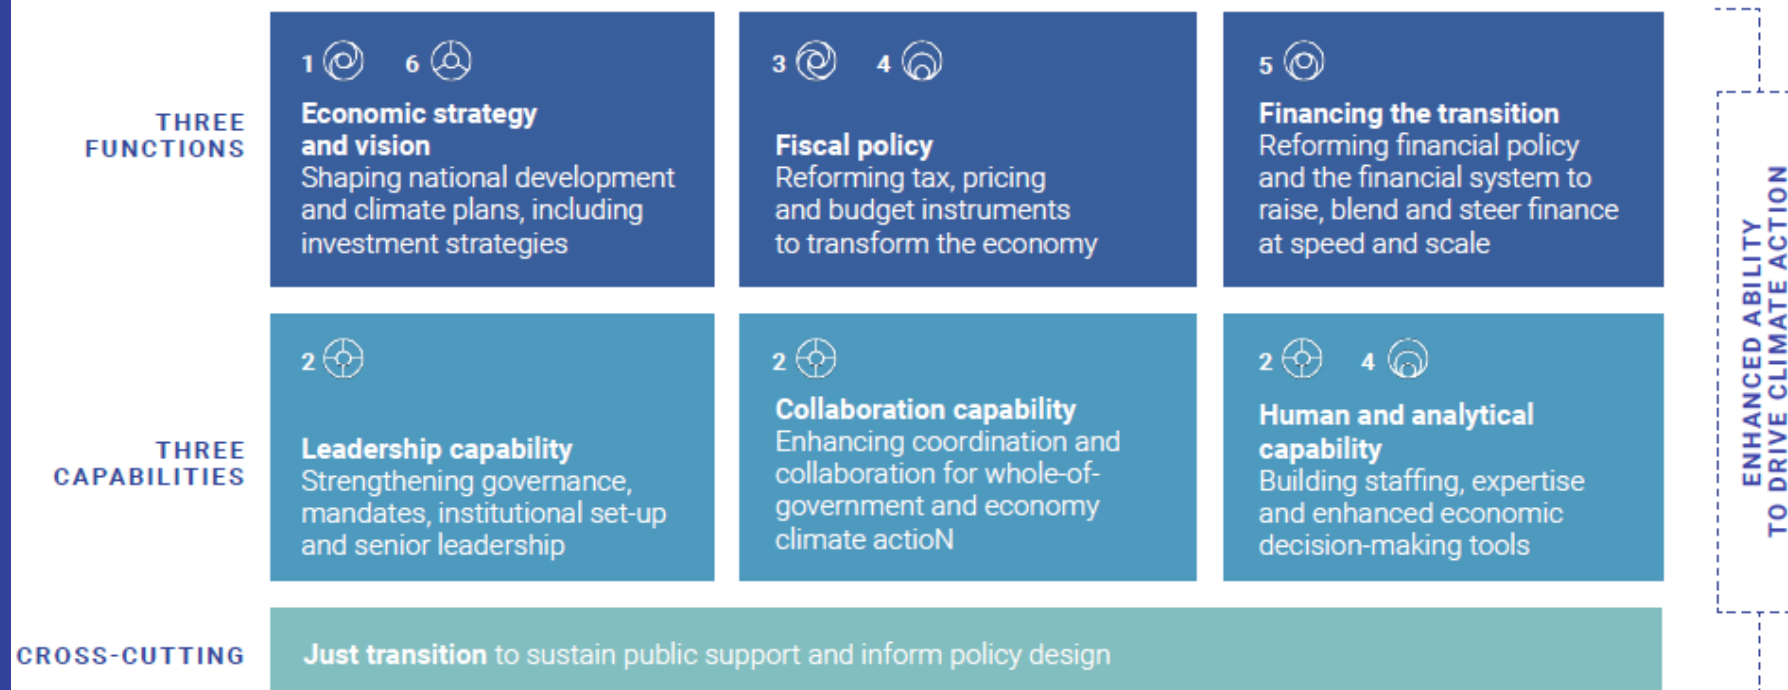 THREE
FUNCTIONS
1 6
Economic strategy
and vision
Shaping national development
and climate plans, including
investment strategies
3 4
Fiscal policy
Reforming tax, pricing
and budget instruments
to transform the economy
5
Financing the transition
Reforming financial policy
and the financial system to
raise, blend and steer finance
at speed and scale
THREE
CAPABILITIES
2
Leadership capability
Strengthening governance,
mandates, institutional set-up
and senior leadership
2
Collaboration capability
Enhancing coordination and
collaboration for whole-of-
government and economy
climate actioN
2 4
Human and analytical
capability
Building staffing, expertise
and enhanced economic
decision-making tools
CROSS-CUTTING
Just transition to sustain public support and inform policy design
ENHANCED ABILITY
TO DRIVE CLIMATE ACTION